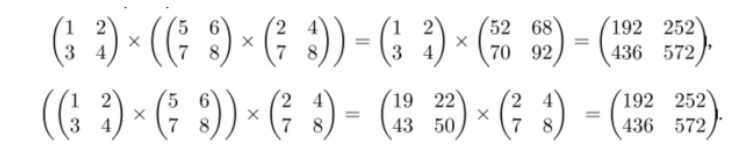 (1 2 3 4) × ((5 6 7 8) × (2 4 7 8)) = (1 2 3 4) × (52 68 70 92) = (192 252 436 572),
((1 2 3 4) × (5 6 7 8)) × (2 4 7 8) = (19 22 43 50) × (2 4 7 8) = (192 252 436 572).